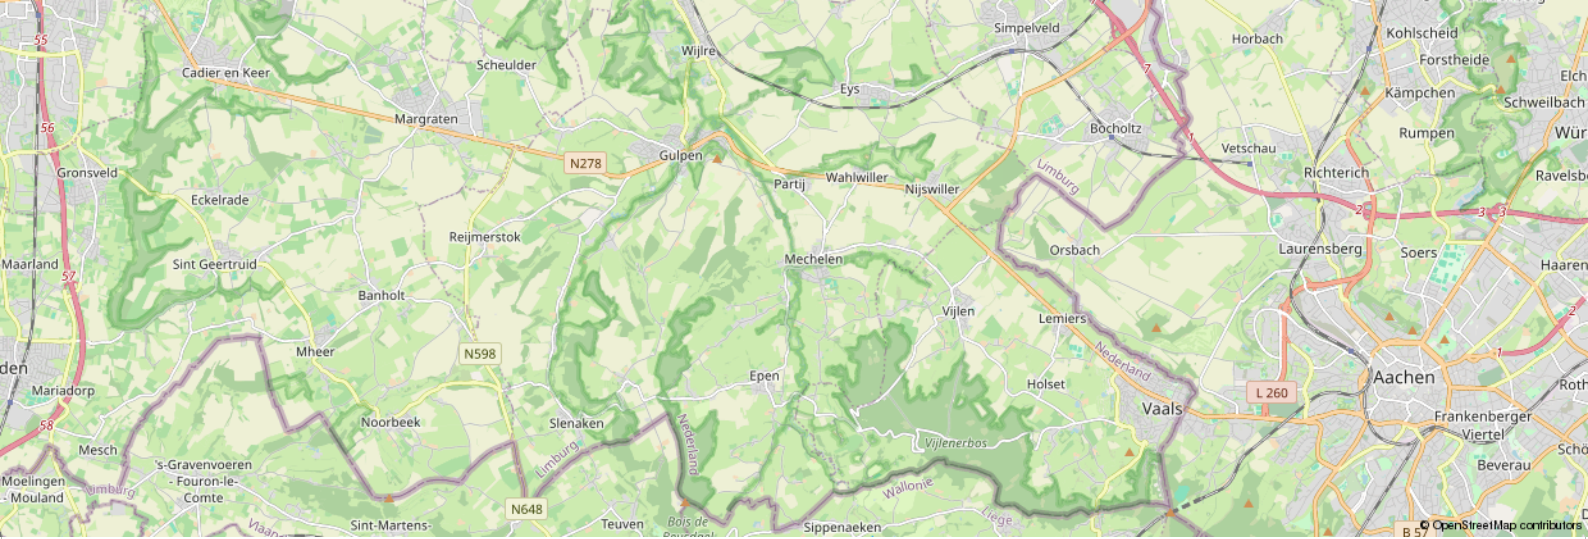 55
Simpelveld
Kohlscheid
Horbach
Wijlre
Scheulder
Forstheide
Cadier en Keer
7
Elch
Eys
Kämpchen
Schweilbach
Margraten
56
Bocholtz
Rumpen
Wür
1
Vetschau
Gulpen
N278
Gronsveld
Limburg
Richterich
Ravelsbe
Partij
Wahlwiller
Nijswiller
Eckelrade
2
3
3
Reijmerstok
Orsbach
Laurensberg
Soers
Maarland
Sint Geertruid
Mechelen
Haaren
57
Banholt
Vijlen
Lemiers
2
Mheer
N598
Nederland
1
den
Epen
Aachen
Mariadorp
Holset
L 260
Roth
Vaals
58
Noorbeek
Slenaken
Frankenberger
Viertel
Mesch
Nederland
Vijlenerbos
Schö
's-Gravenvoeren
- Fouron-le-
Comte
Limburg
Beverau
Moelingen
- Mouland
Limburg
Wallonie
N648
Liège
Vlaan
Sint-Martens-
Teuven
Bois de
Sippenaeken
B 57
© OpenStreetMap contributors